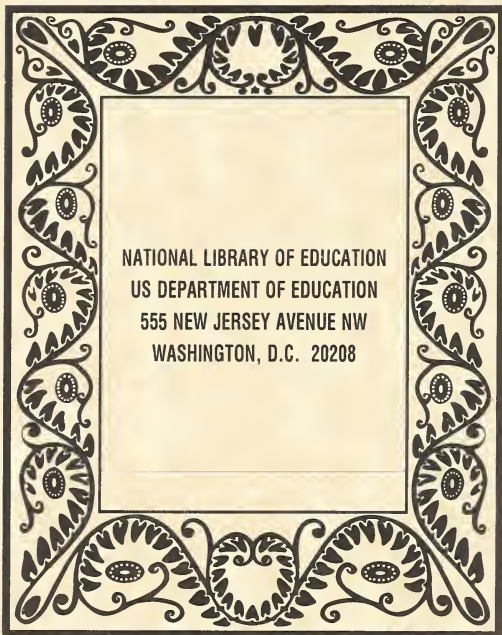 NATIONAL LIBRARY OF EDUCATION
US DEPARTMENT OF EDUCATION
555 NEW JERSEY AVENUE NW
WASHINGTON, D.C. 20208